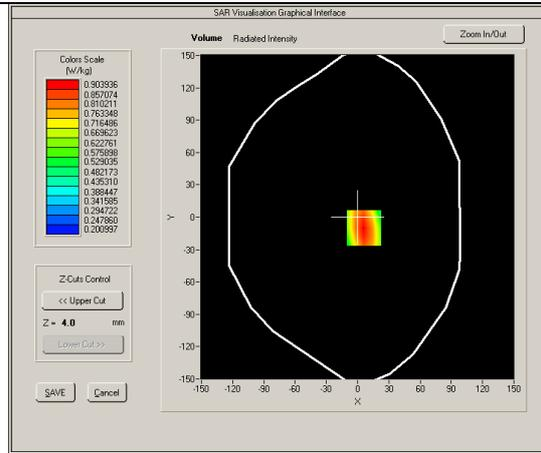 SAR Visualisation Graphical Interface
Volume Radiated Intensity
Zoom In/Out
Colors Scale
(W/kg)
0.903936
0.857074
0.810211
0.763348
0.716486
0.669623
0.622761
0.575898
0.529035
0.482173
0.435310
0.388447
0.341585
0.294722
0.247860
0.200997
Z-Cuts Control
<< Upper Cut
Z = 4.0 mm
Lower Cut >>
SAVE Cancel
150
120
90
60
30
0
-30
-60
-90
-120
-150
Y
-150 -120 -90 -60 -30 0 30 60 90 120 150
X